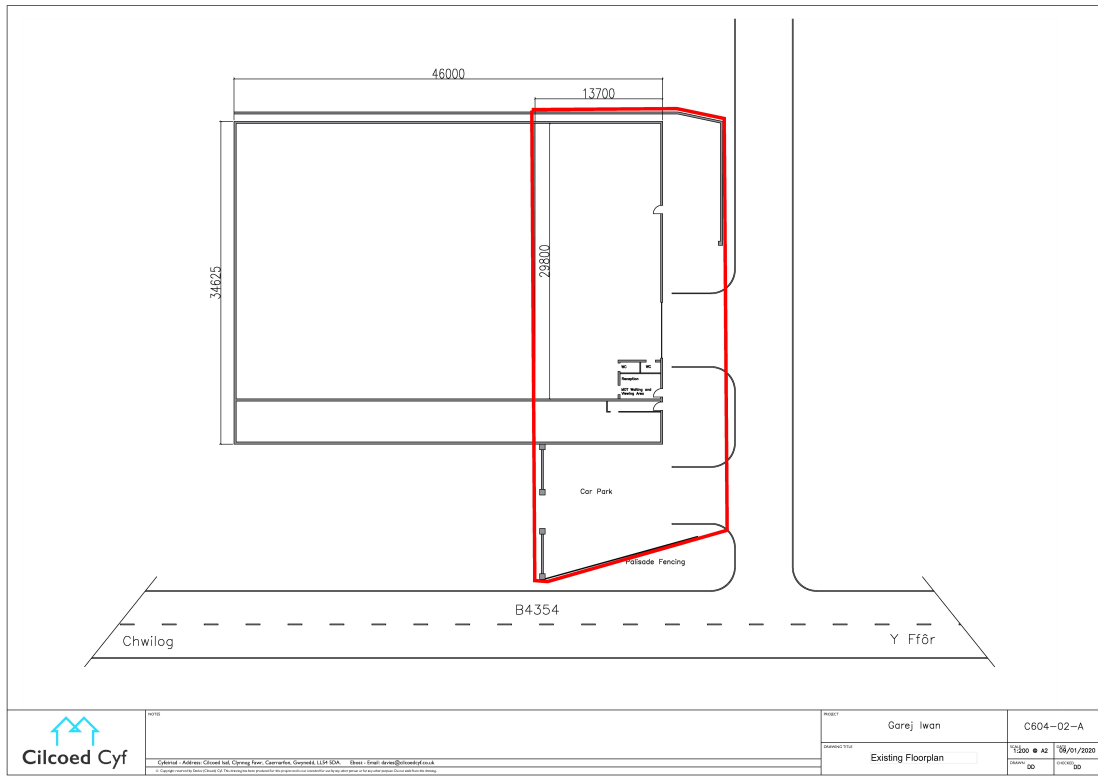 46000
13700
34625
29800
WC
WC
Reception
MOT Waiting and
Viewing Area
Car Park
Palisade Fencing
B4354
Chwilog
Y Ffôr
Cilcoed Cyf
NOTES
Cyfeiriad - Address: Cilcoed Isaf, Clynnog Fawr, Caernarfon, Gwynedd, LL54 5DA. Ebost - Email: davies@cilcoedcyf.co.uk
PROJECT
Garej Iwan
C604-02-A
DRAWING TITLE
Existing Floorplan
SCALE
1:200 @ A2
DATE
09/01/2020
DRAWN
DD
CHECKED
DD